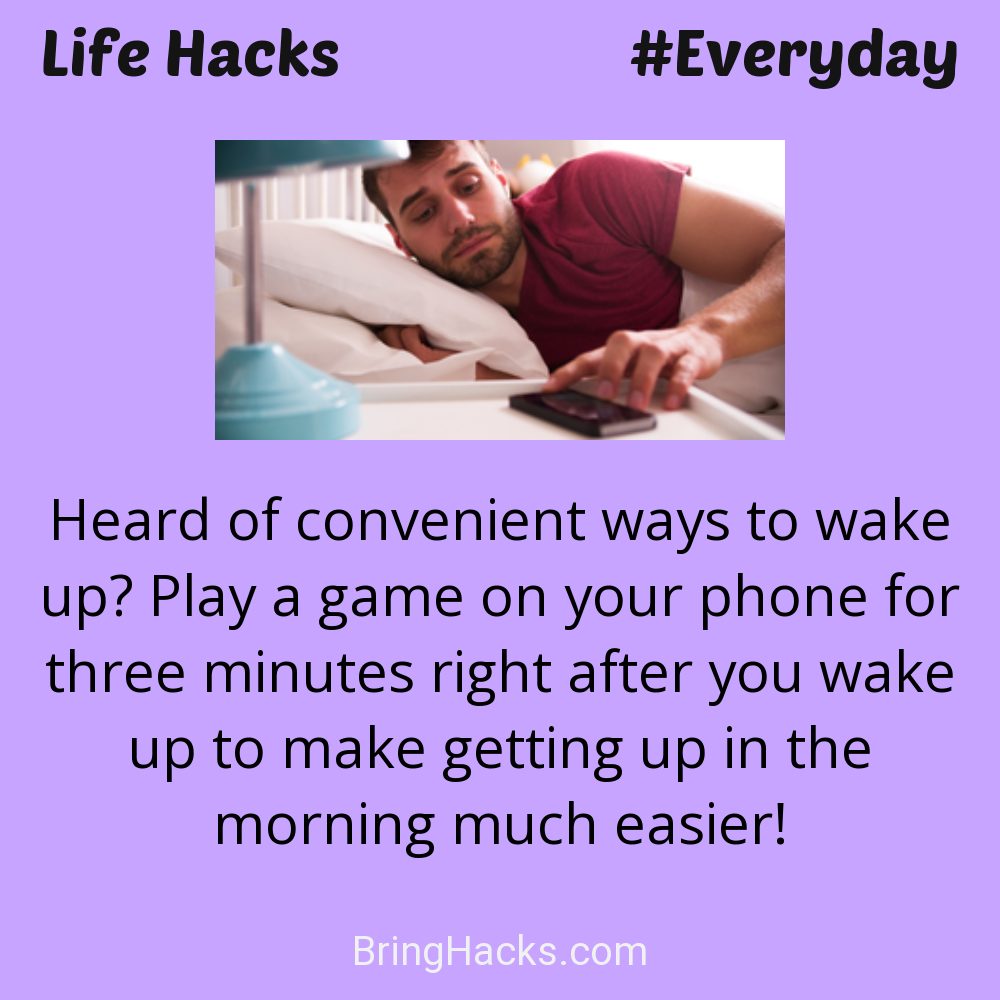 Life Hacks
#Everyday
Heard of convenient ways to wake
up? Play a game on your phone for
three minutes right after you wake
up to make getting up in the
morning much easier!
BringHacks.com